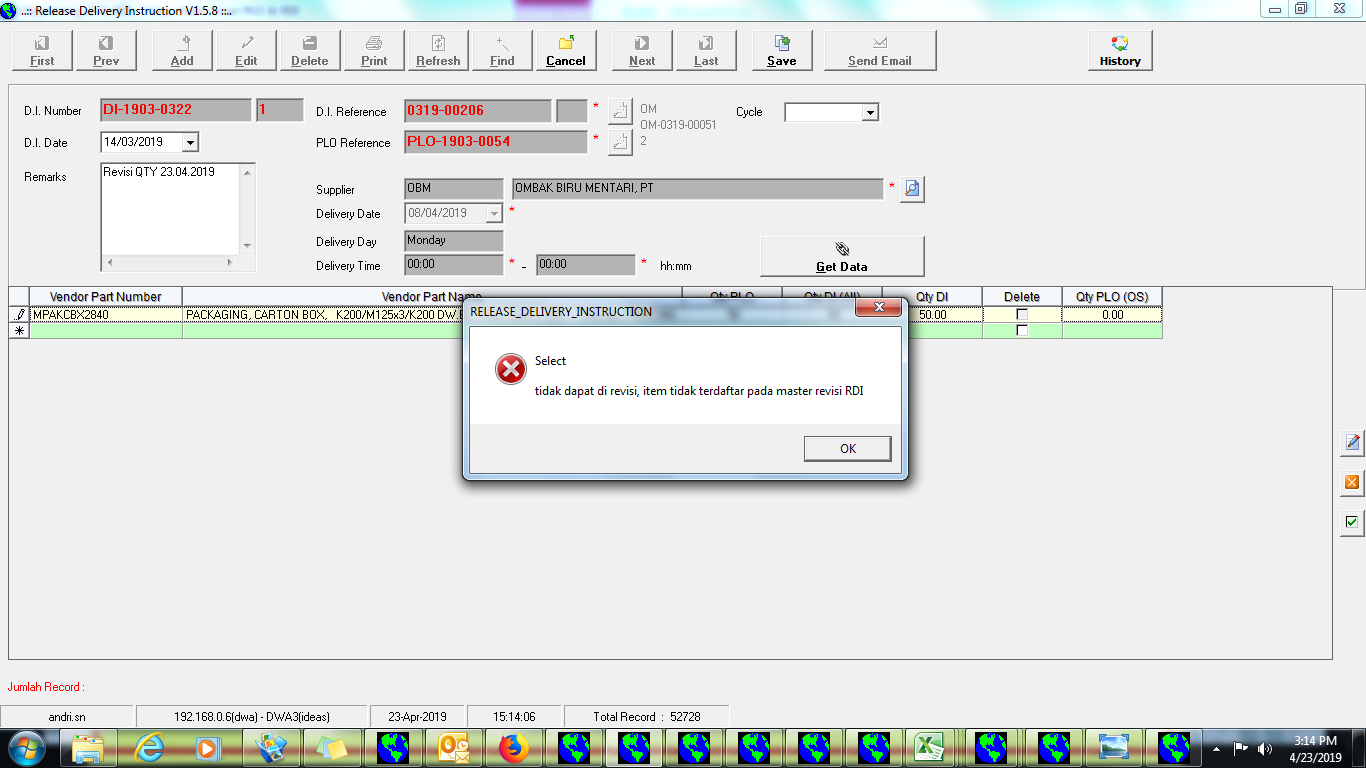 ..:: Release Delivery Instruction V1.5.8 ::..
First Prev Add Edit Delete Print Refresh Find Cancel Next Last Save Send Email History
D.I. Number DI-1903-0322 1 D.I. Reference 0319-00206 * OM Cycle
OM-0319-00051
D.I. Date 14/03/2019 PLO Reference PLO-1903-0054 * 2
Remarks Revisi QTY 23.04.2019
Supplier OBM OMBAK BIRU MENTARI, PT *
Delivery Date 08/04/2019 *
Delivery Day Monday
Delivery Time 00:00 * - 00:00 * hh:mm Get Data
Vendor Part Number Vendor Part Name Qty PLO Qty DI (All) Qty DI Delete Qty PLO (OS)
MPAKCBX2840 PACKAGING, CARTON BOX, K200/M125x3/K200 DW. 50.00 0.00
RELEASE_DELIVERY_INSTRUCTION
Select
tidak dapat di revisi, item tidak terdaftar pada master revisi RDI
OK
Jumlah Record :
andri.sn 192.168.0.6(dwa) - DWA3(ideas) 23-Apr-2019 15:14:06 Total Record : 52728
3:14 PM
4/23/2019